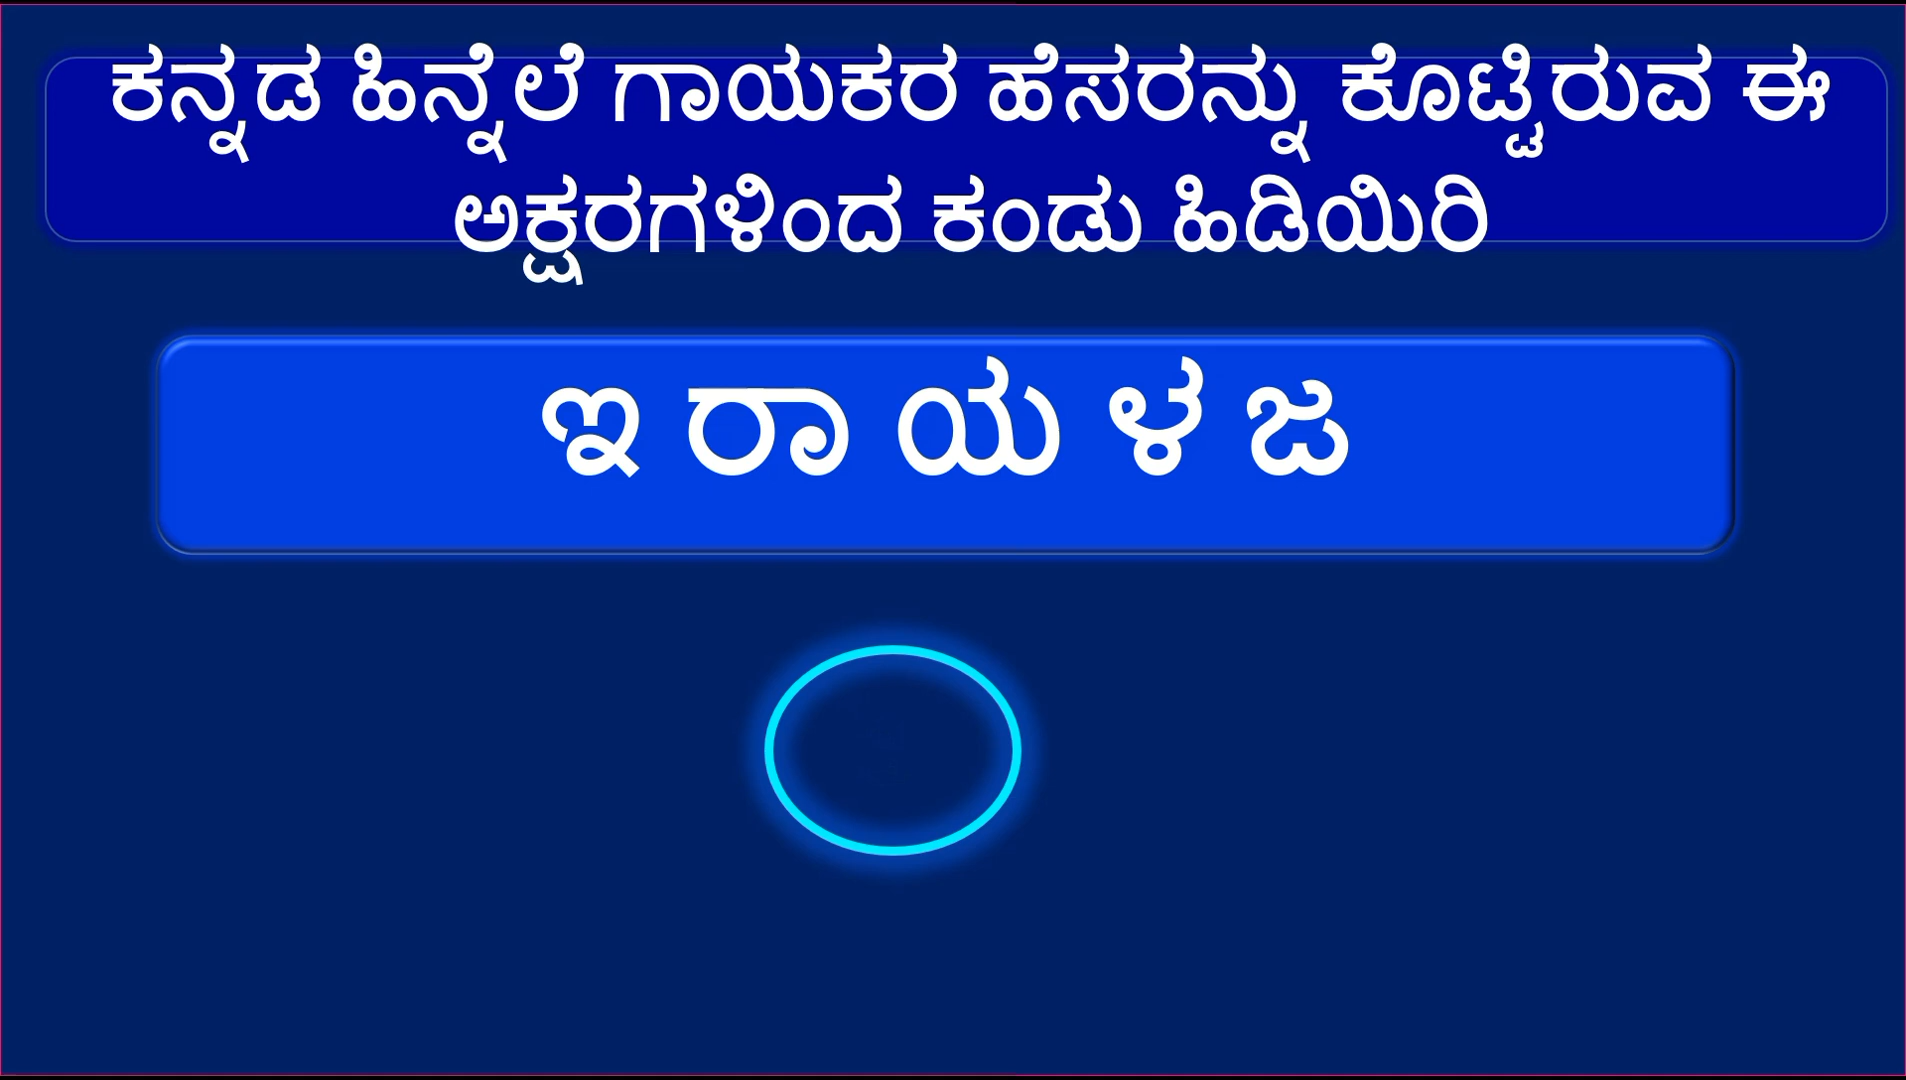 ಕನ್ನಡ ಹಿನ್ನೆಲೆ ಗಾಯಕರ ಹೆಸರನ್ನು ಕೊಟ್ಟಿರುವ ಈ
ಅಕ್ಷರಗಳಿಂದ ಕಂಡು ಹಿಡಿಯಿರಿ
ಇ ರಾ ಯ ಳ ಜ